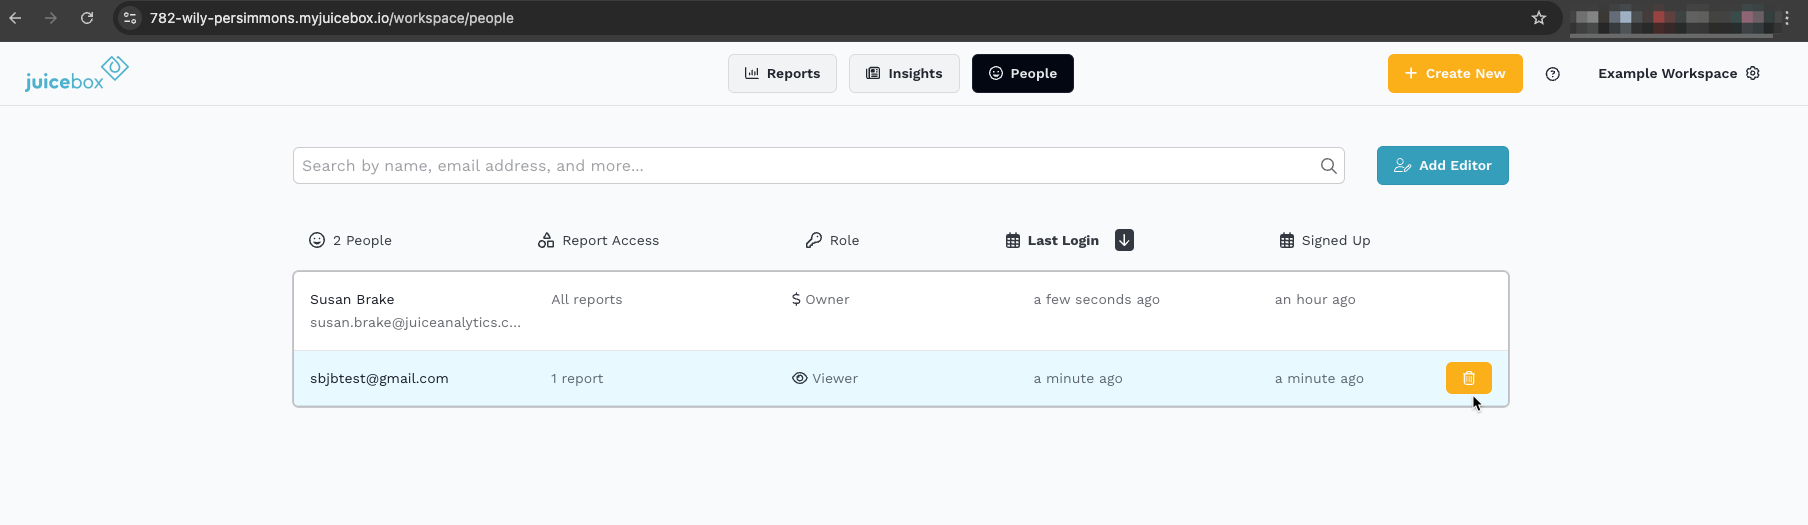 782-wily-persimmons.myjuicebox.io/workspace/people
juicebox
Reports
Insights
People
+ Create New
Example Workspace
Search by name, email address, and more...
Add Editor
2 People
Report Access
Role
Last Login
Signed Up
Susan Brake
All reports
$ Owner
a few seconds ago
an hour ago
susan.brake@juiceanalytics.c...
sbjbtest@gmail.com
1 report
Viewer
a minute ago
a minute ago